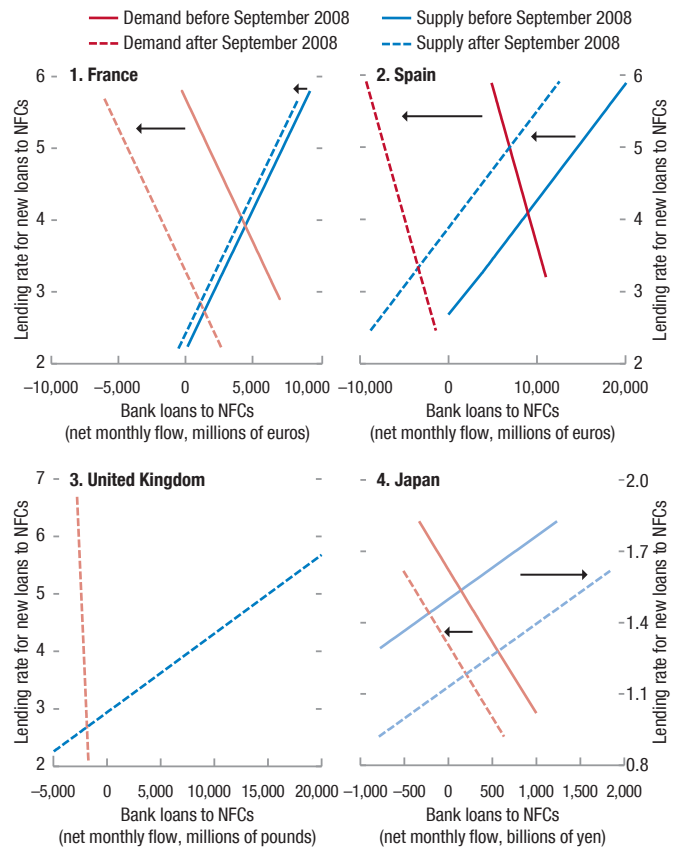 Demand before September 2008
Supply before September 2008
Demand after September 2008
Supply after September 2008
1. France
Lending rate for new loans to NFCs
6
5
4
3
2
–10,000 –5,000 0 5,000 10,000
Bank loans to NFCs
(net monthly flow, millions of euros)
2. Spain
6
5
4
3
2
Lending rate for new loans to NFCs
–10,000 0 10,000 20,000
Bank loans to NFCs
(net monthly flow, millions of euros)
3. United Kingdom
Lending rate for new loans to NFCs
7
6
5
4
3
2
–5,000 0 5,000 10,000 15,000 20,000
Bank loans to NFCs
(net monthly flow, millions of pounds)
4. Japan
2.0
1.7
1.4
1.1
0.8
Lending rate for new loans to NFCs
–1,000 –500 0 500 1,000 1,500 2,000
Bank loans to NFCs
(net monthly flow, billions of yen)